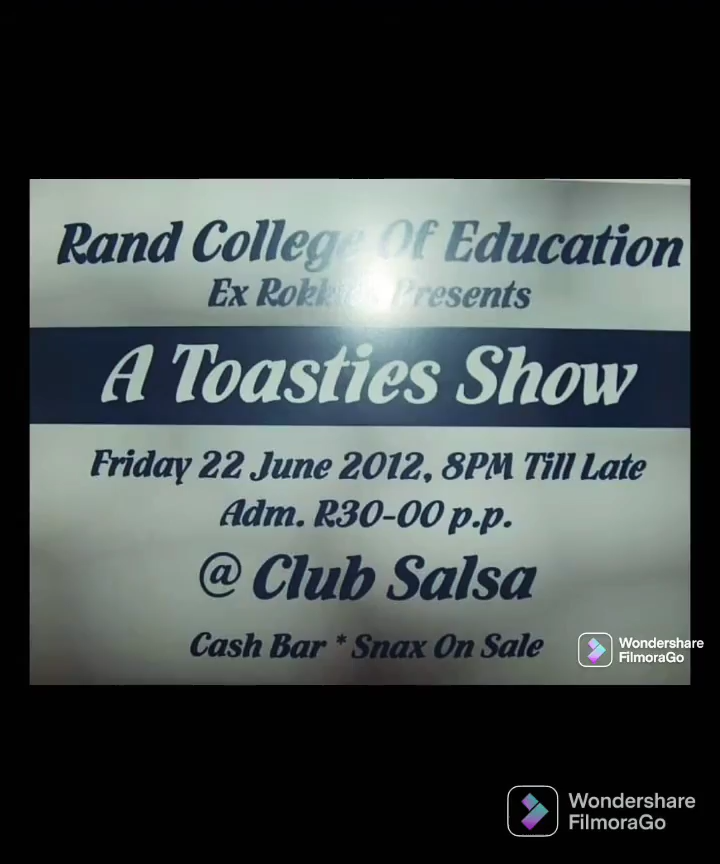 Rand College Of Education
Ex Presents
A Toasties Show
Friday 22 June 2012, 8PM Till Late
Adm. R30-00 p.p.
@ Club Salsa
Cash Bar * Snax On Sale
Wondershare
FilmoraGo
Wondershare
FilmoraGo